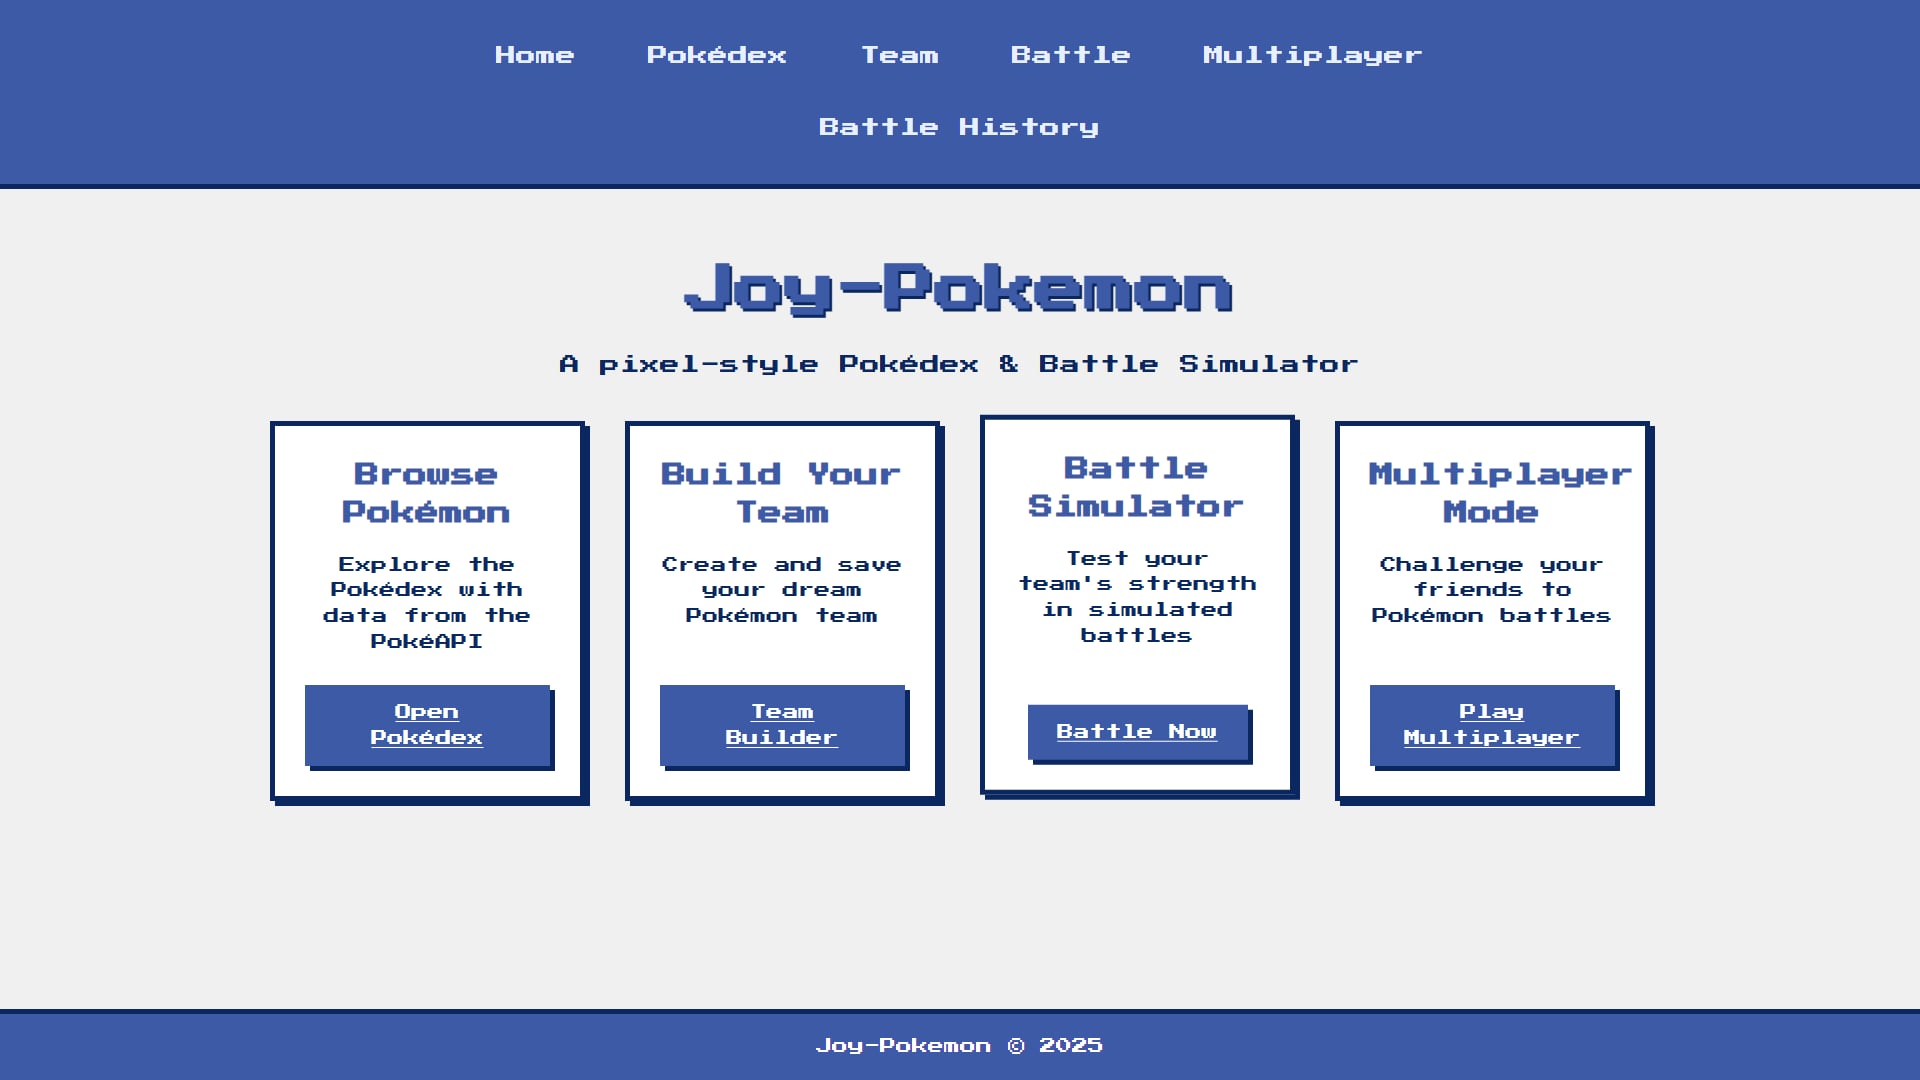 Home Pokédex Team Battle Multiplayer
Battle History
Joy-Pokemon
A pixel-style Pokédex & Battle Simulator
Browse
Pokémon
Explore the
Pokédex with
data from the
PokéAPI
Open
Pokédex
Build Your
Team
Create and save
your dream
Pokémon team
Team
Builder
Battle
Simulator
Test your
team's strength
in simulated
battles
Battle Now
Multiplayer
Mode
Challenge your
friends to
Pokémon battles
Play
Multiplayer
Joy-Pokemon © 2025